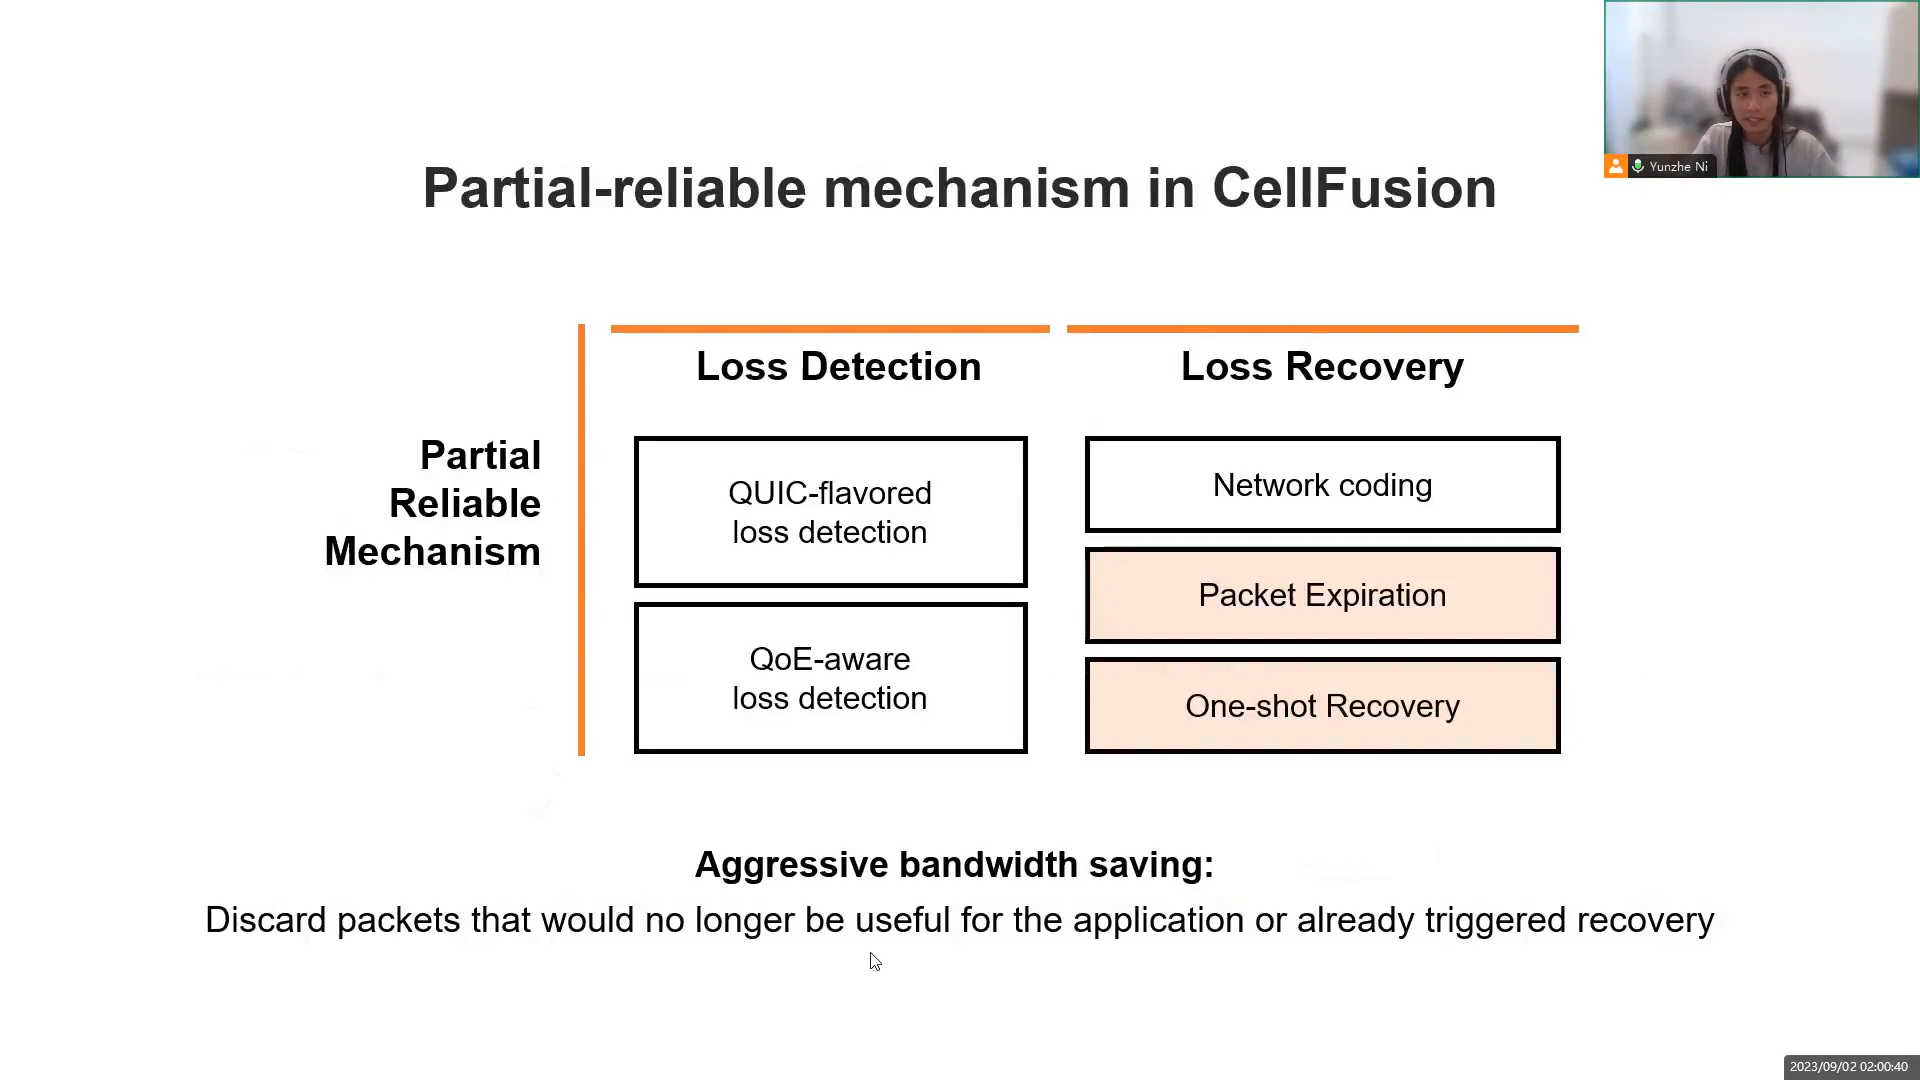 Yunzhe Ni
Partial-reliable mechanism in CellFusion
Loss Detection
Loss Recovery
Partial
Reliable
Mechanism
QUIC-flavored
loss detection
QoE-aware
loss detection
Network coding
Packet Expiration
One-shot Recovery
Aggressive bandwidth saving:
Discard packets that would no longer be useful for the application or already triggered recovery
2023/09/02 02:00:40